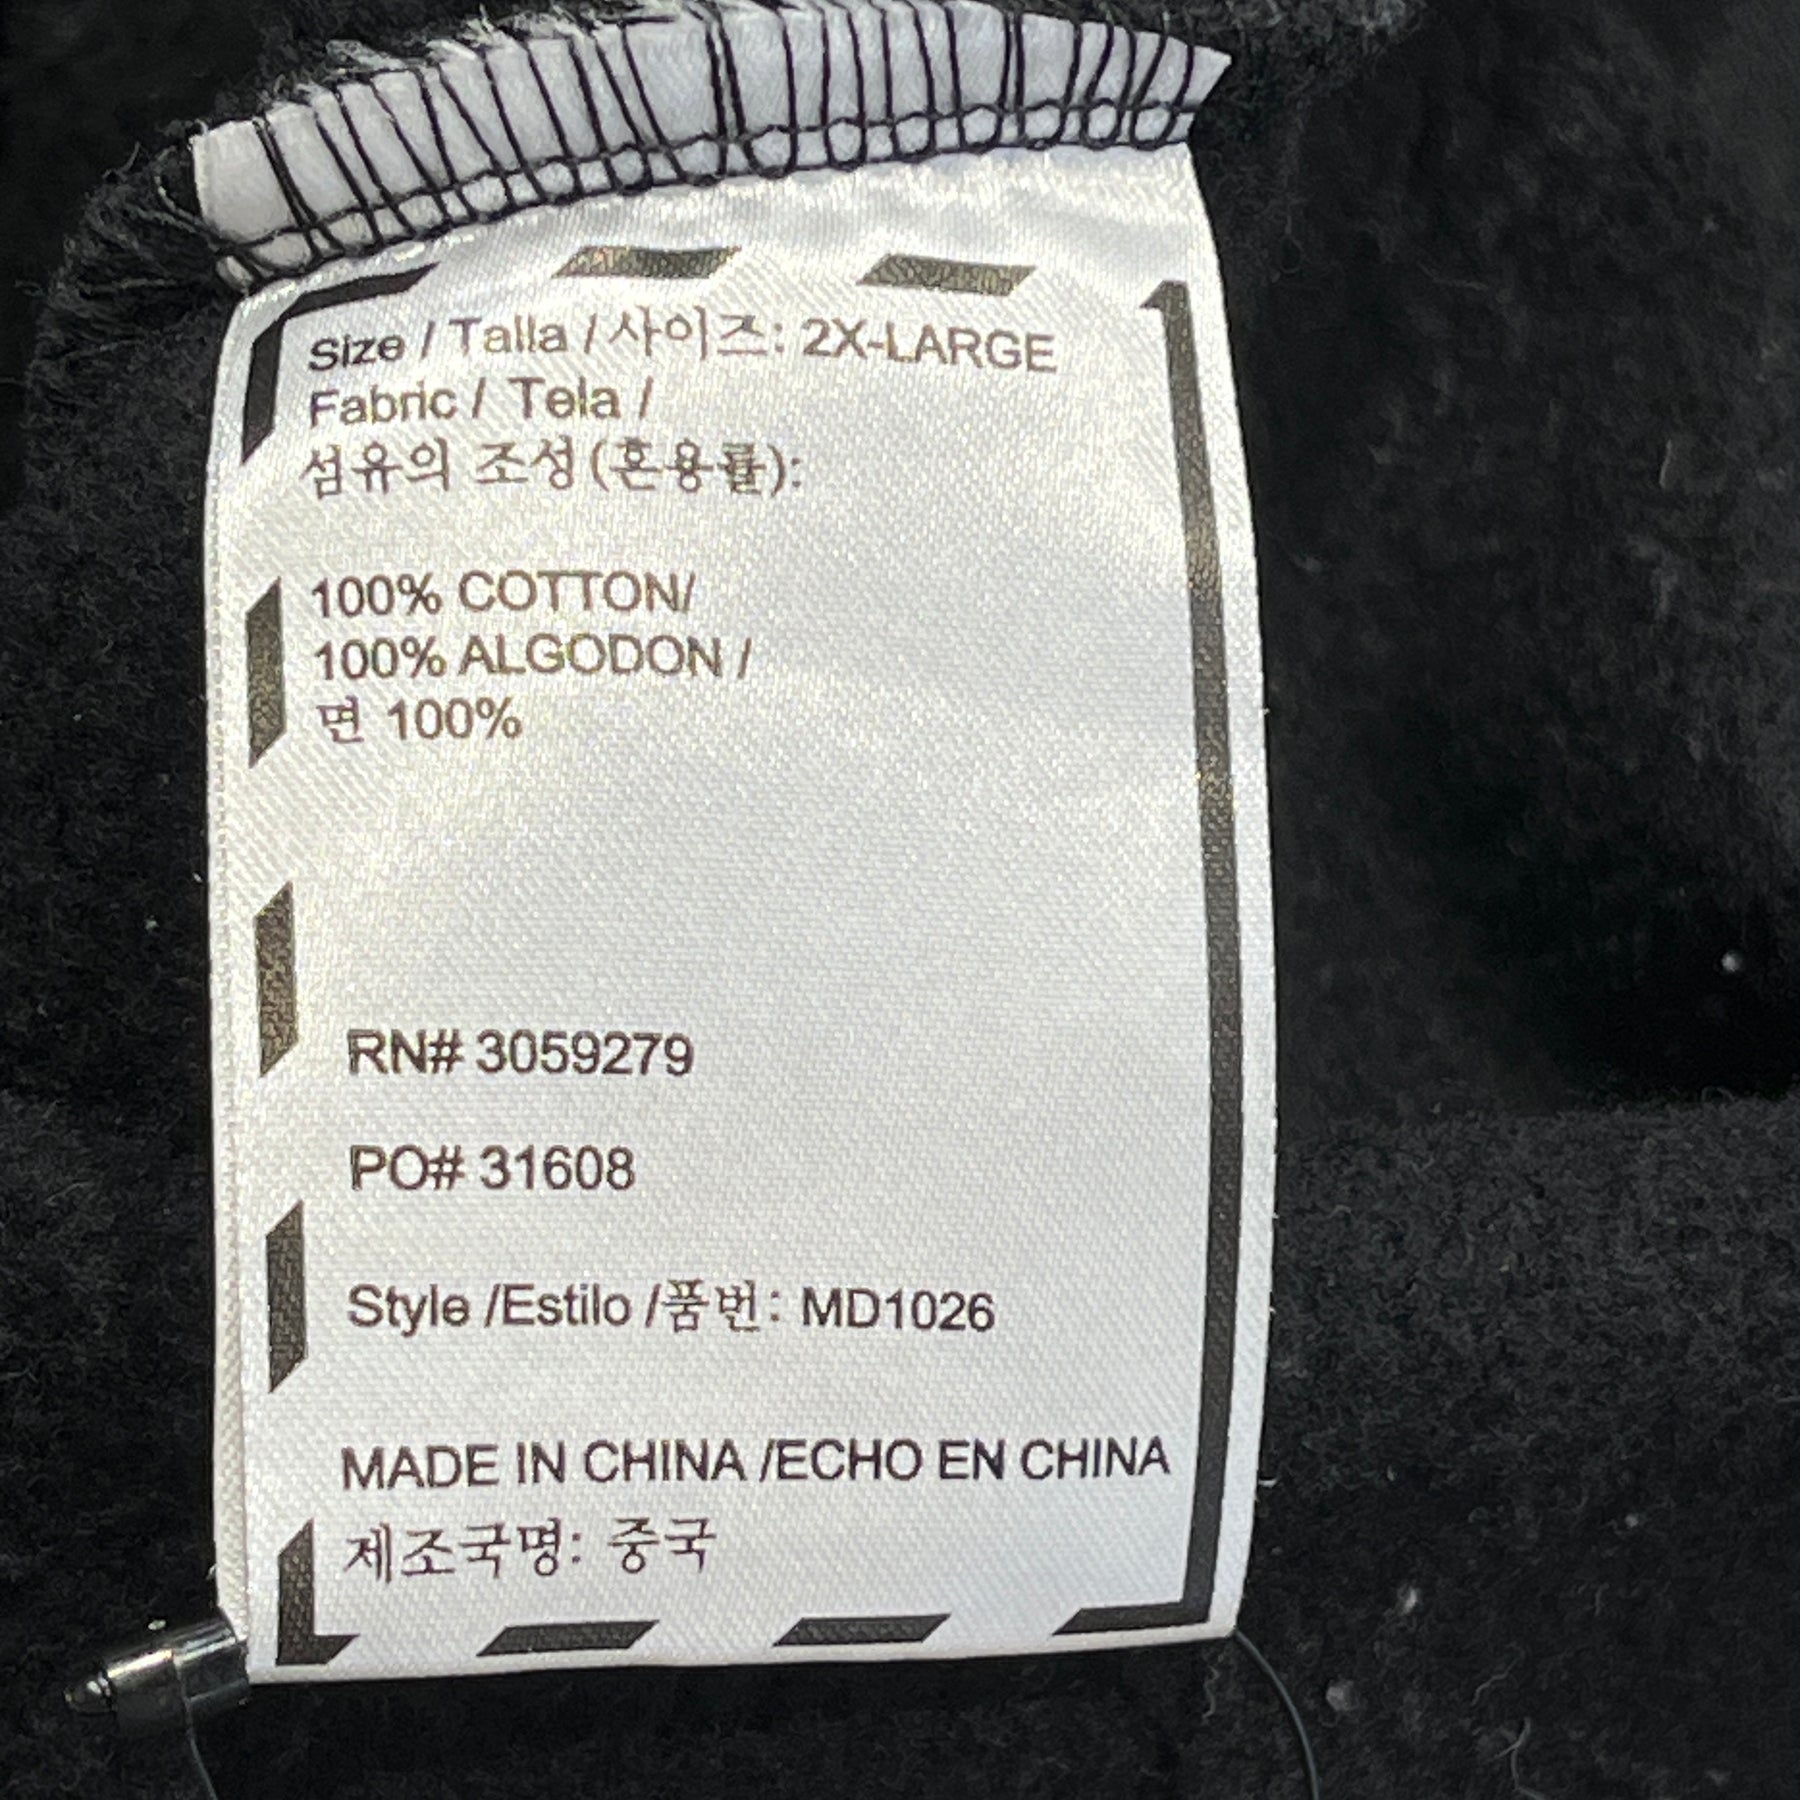 Size / Talla / 사이즈: 2X-LARGE
Fabric / Tela /
섬유의 조성(혼용률):
100% COTTON/
100% ALGODON /
면 100%
RN# 3059279
PO# 31608
Style /Estilo /품번: MD1026
MADE IN CHINA /ECHO EN CHINA
제조국명: 중국